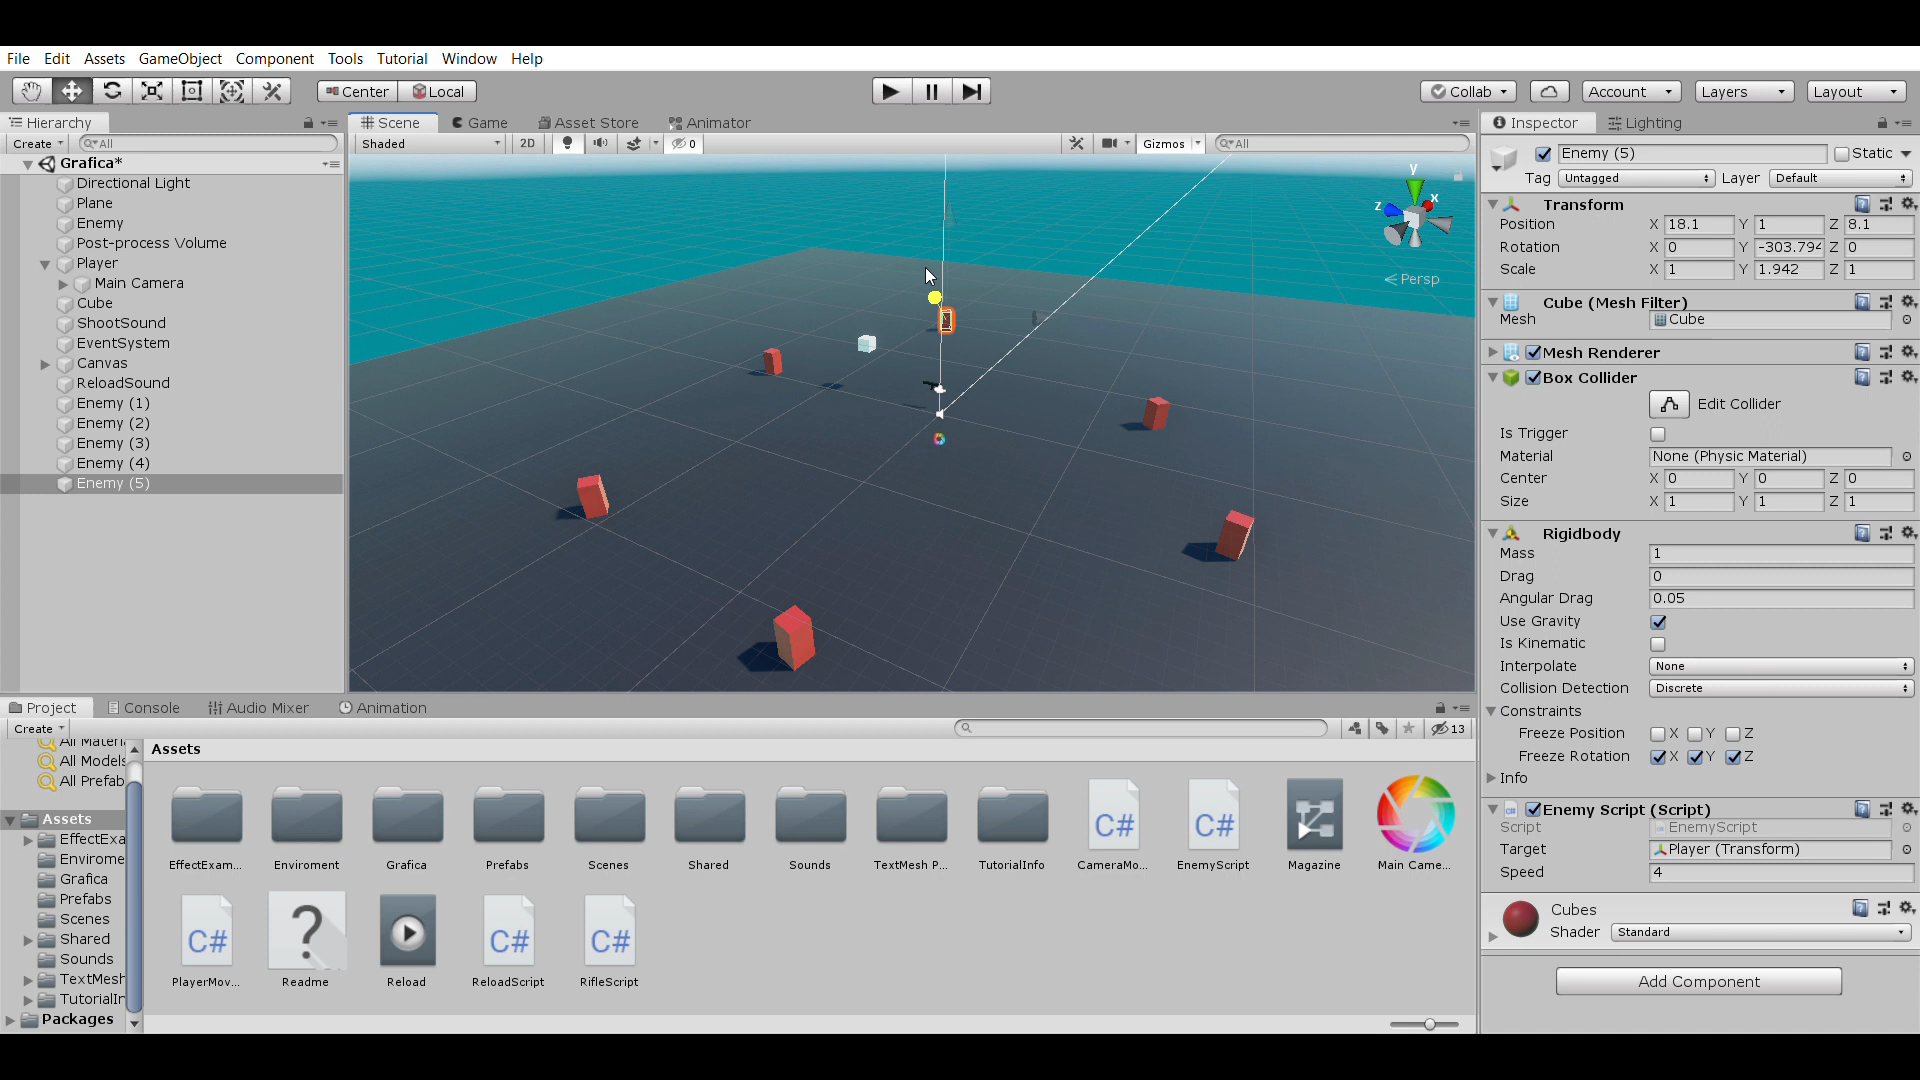 File Edit Assets GameObject Component Tools Tutorial Window Help
Center Local Collab Account Layers Layout
Hierarchy
Create All
Grafica*
Directional Light
Plane
Enemy
Post-process Volume
Player
Main Camera
Cube
ShootSound
EventSystem
Canvas
ReloadSound
Enemy (1)
Enemy (2)
Enemy (3)
Enemy (4)
Enemy (5)
Scene Game Asset Store Animator
Shaded 2D 0 Gizmos All
y
x
z
Persp
Project Console Audio Mixer Animation
Create 13
All Materia
All Models
All Prefab
Assets
EffectExa
Envirome
Grafica
Prefabs
Scenes
Shared
Sounds
TextMesh
TutorialIn
Packages
Assets
C# C#
EffectExam... Enviroment Grafica Prefabs Scenes Shared Sounds TextMesh P... TutorialInfo CameraMo... EnemyScript Magazine Main Came...
C# ? C# C#
PlayerMov... Readme Reload ReloadScript RifleScript
Inspector Lighting
Enemy (5) Static
Tag Untagged Layer Default
Transform
Position X 18.1 Y 1 Z 8.1
Rotation X 0 Y -303.794 Z 0
Scale X 1 Y 1.942 Z 1
Cube (Mesh Filter)
Mesh Cube
Mesh Renderer
Box Collider
Edit Collider
Is Trigger
Material None (Physic Material)
Center X 0 Y 0 Z 0
Size X 1 Y 1 Z 1
Rigidbody
Mass 1
Drag 0
Angular Drag 0.05
Use Gravity
Is Kinematic
Interpolate None
Collision Detection Discrete
Constraints
Freeze Position X Y Z
Freeze Rotation X Y Z
Info
Enemy Script (Script)
Script EnemyScript
Target Player (Transform)
Speed 4
Cubes
Shader Standard
Add Component